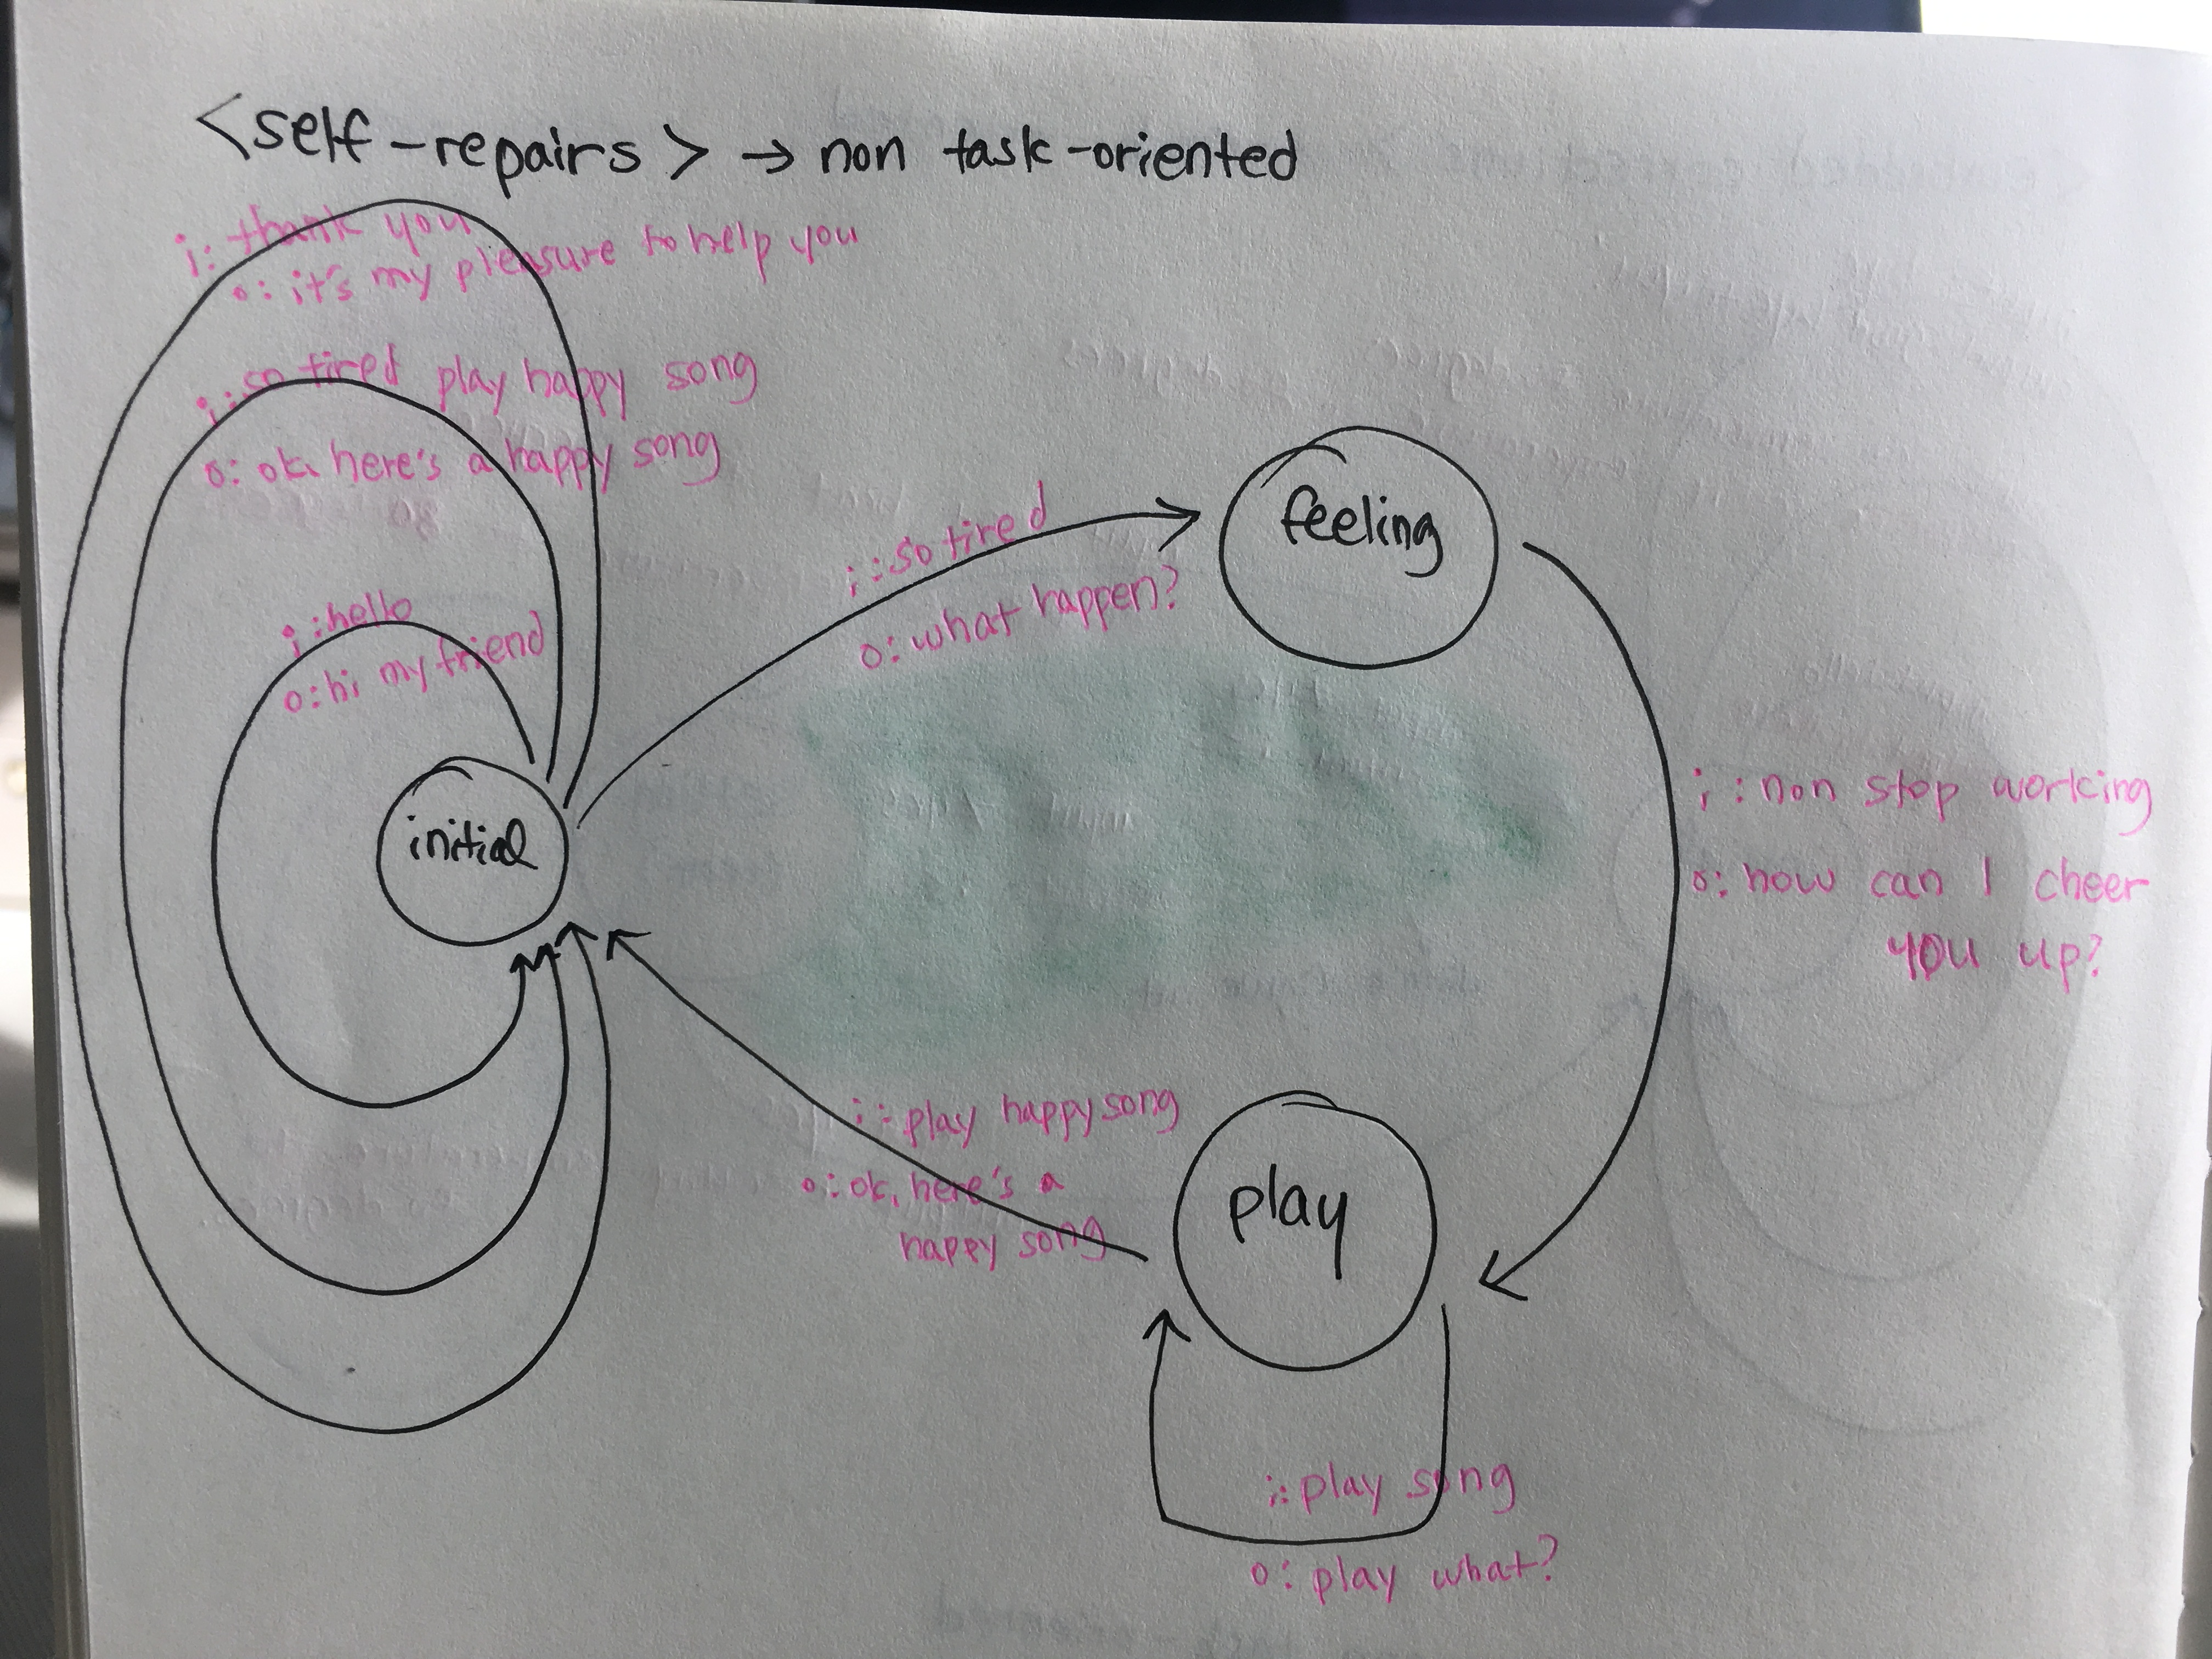 <self-repairs> → non task-oriented
i: thank you
o: it's my pleasure to help you
i: so tired play happy song
o: ok here's a happy song
i: hello
o: hi my friend
initial
i: so tired
o: what happen?
feeling
i: non stop working
o: how can I cheer
you up?
i: play happy song
o: ok, here's a
happy song
play
i: play song
o: play what?